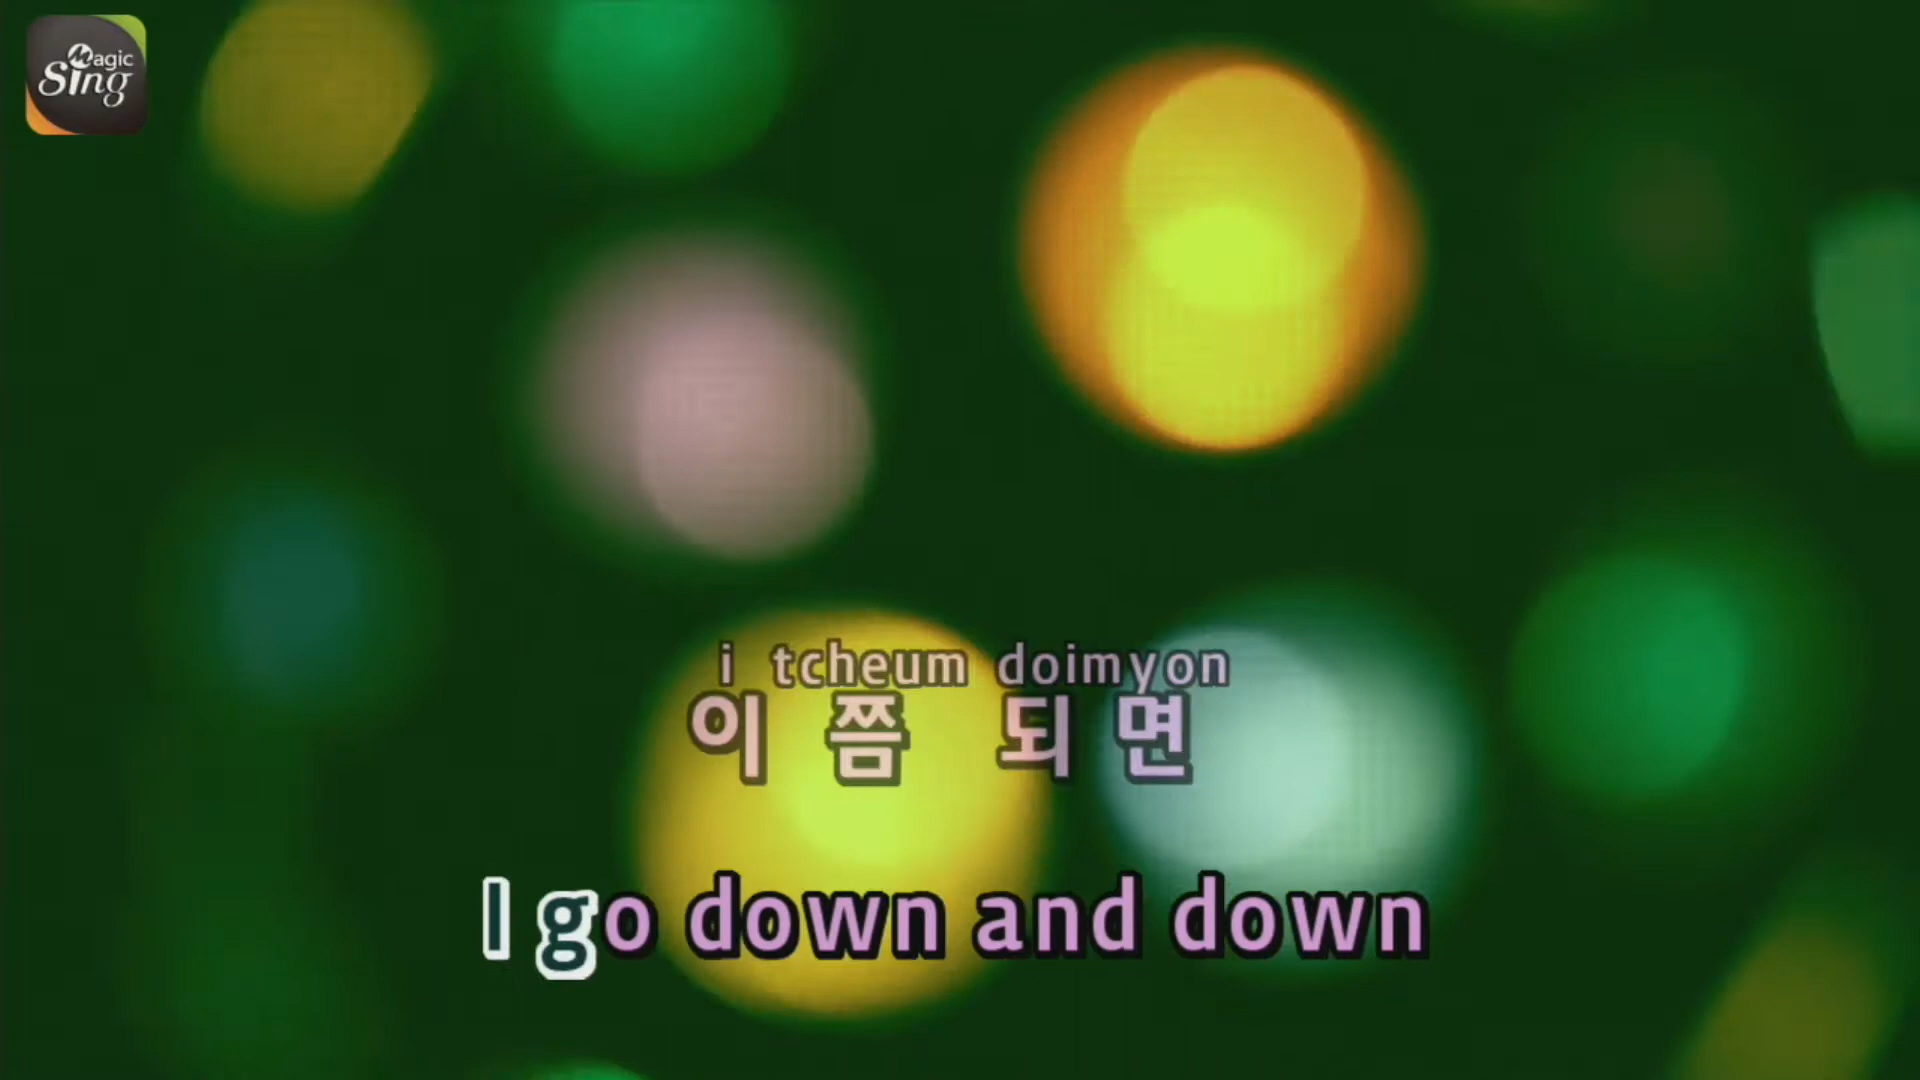 Magic
Sing
i tcheum doimyon
이 쯤 되면
I go down and down